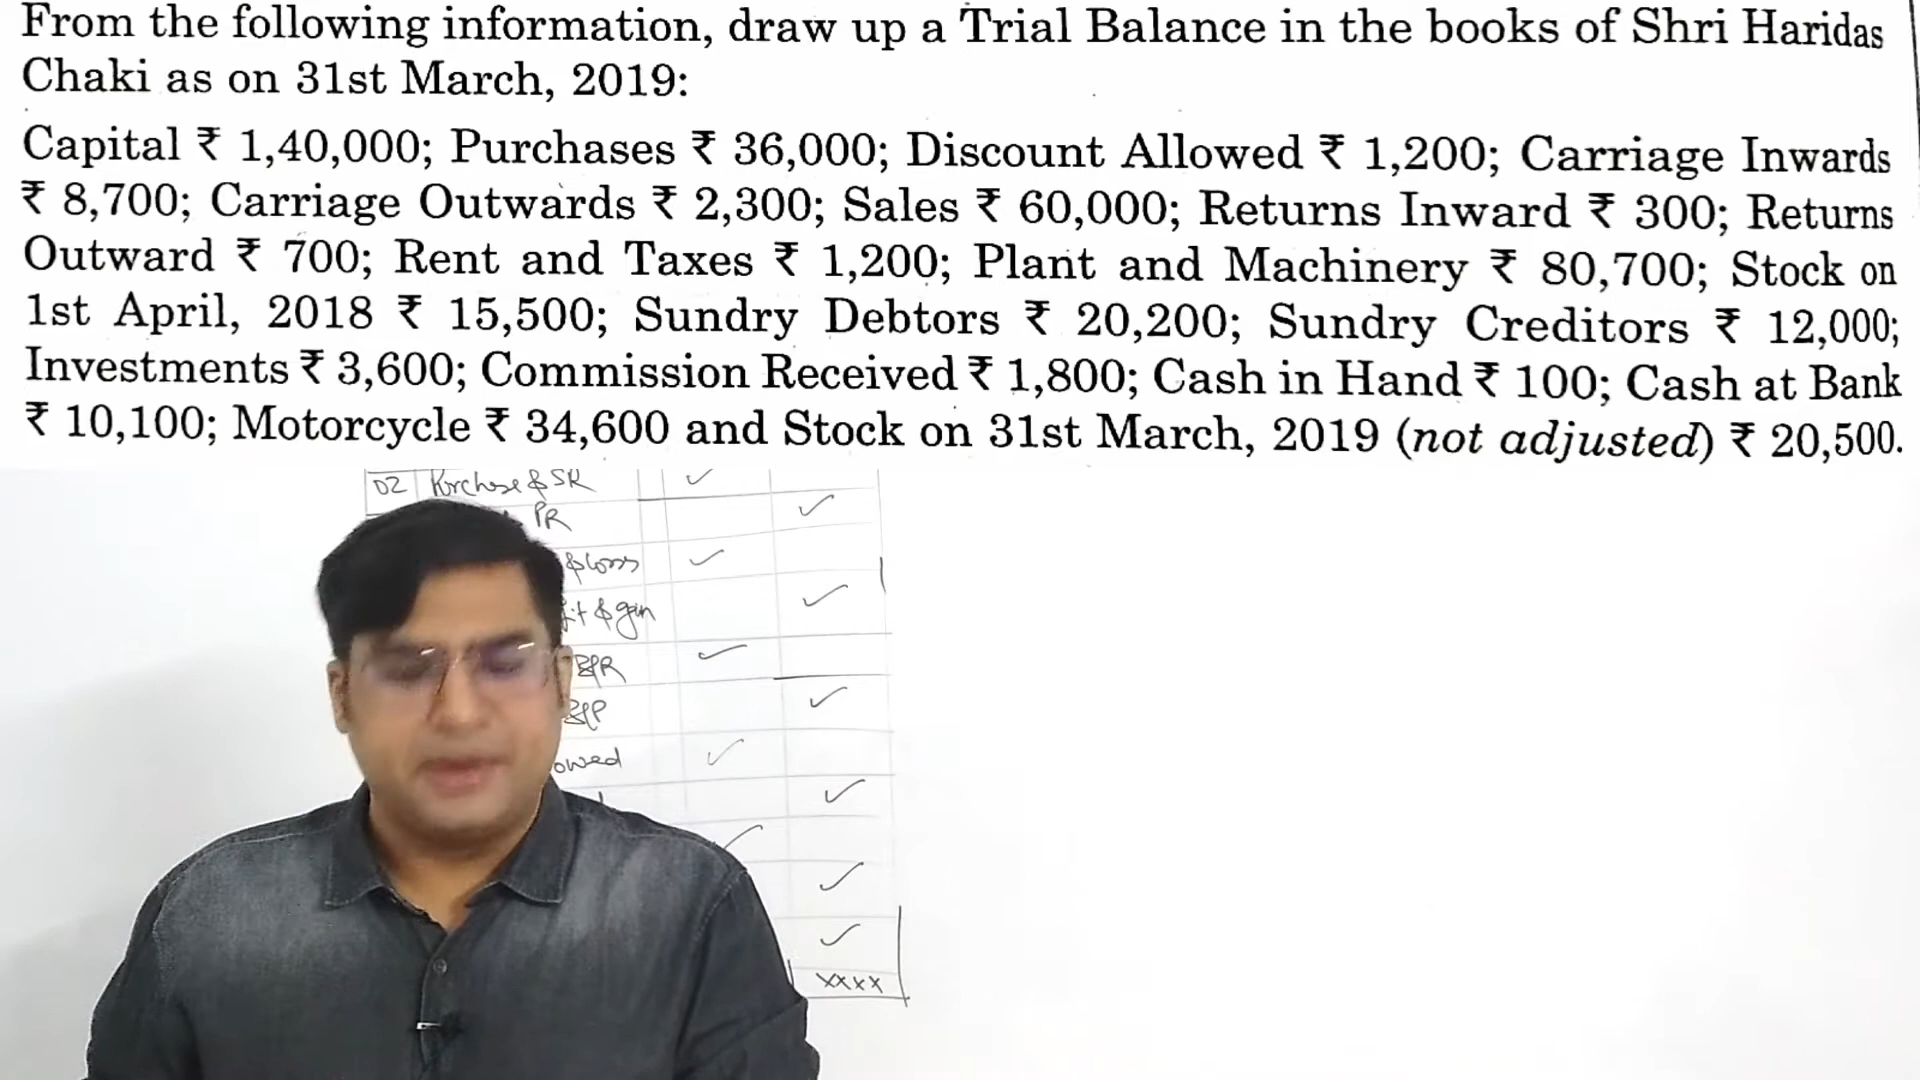 From the following information, draw up a Trial Balance in the books of Shri Haridas
Chaki as on 31st March, 2019:
Capital ₹ 1,40,000; Purchases ₹ 36,000; Discount Allowed ₹ 1,200; Carriage Inwards
₹ 8,700; Carriage Outwards ₹ 2,300; Sales ₹ 60,000; Returns Inward ₹ 300; Returns
Outward ₹ 700; Rent and Taxes ₹ 1,200; Plant and Machinery ₹ 80,700; Stock on
1st April, 2018 ₹ 15,500; Sundry Debtors ₹ 20,200; Sundry Creditors ₹ 12,000;
Investments ₹ 3,600; Commission Received ₹ 1,800; Cash in Hand ₹ 100; Cash at Bank
₹ 10,100; Motorcycle ₹ 34,600 and Stock on 31st March, 2019 (not adjusted) ₹ 20,500.
02 Purchase & SR
PR
& loss
& gain
B/R
B/P
owed
xxxx